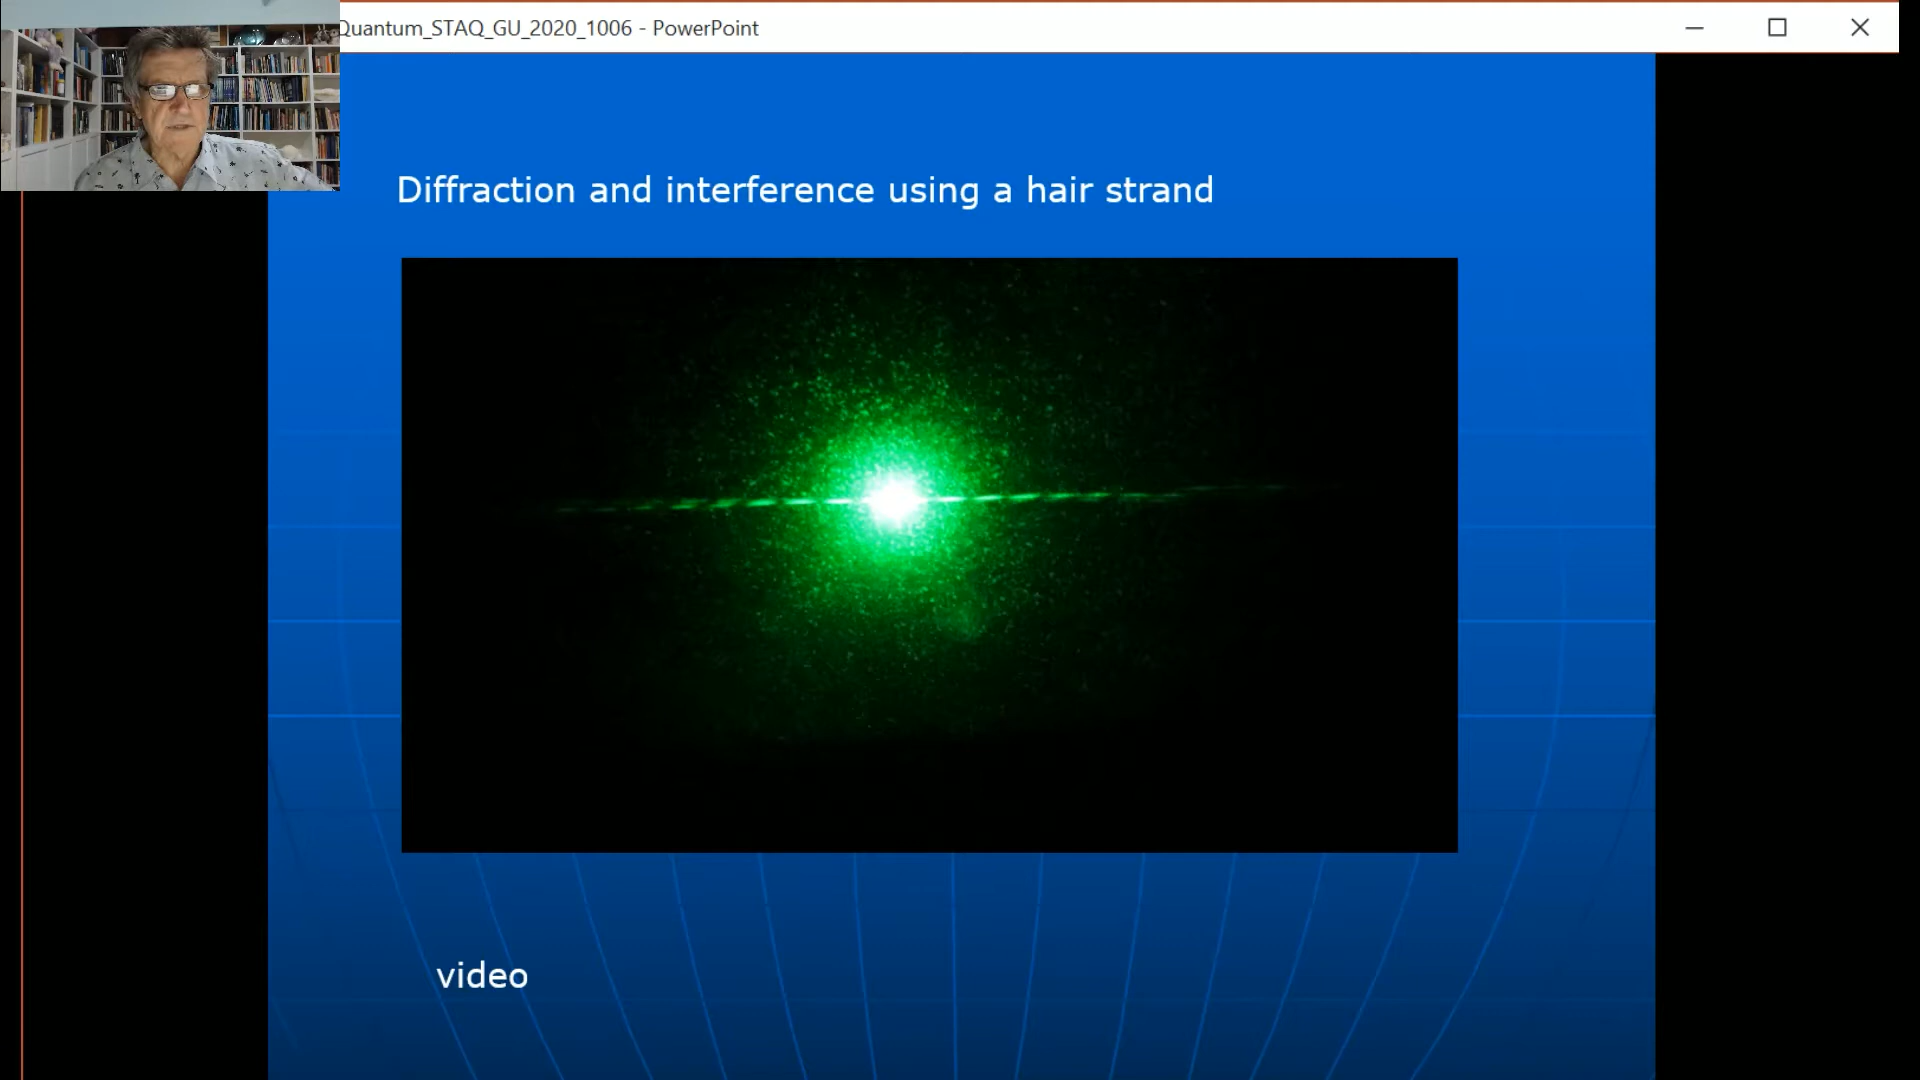 Quantum_STAQ_GU_2020_1006 - PowerPoint
Diffraction and interference using a hair strand
video